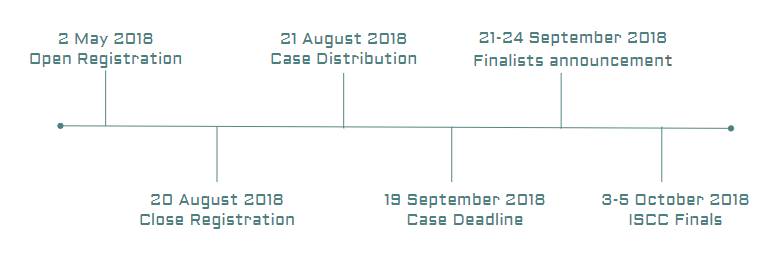 2 May 2018
Open Registration
21 August 2018
Case Distribution
21-24 September 2018
Finalists announcement
20 August 2018
Close Registration
19 September 2018
Case Deadline
3-5 October 2018
ISCC Finals